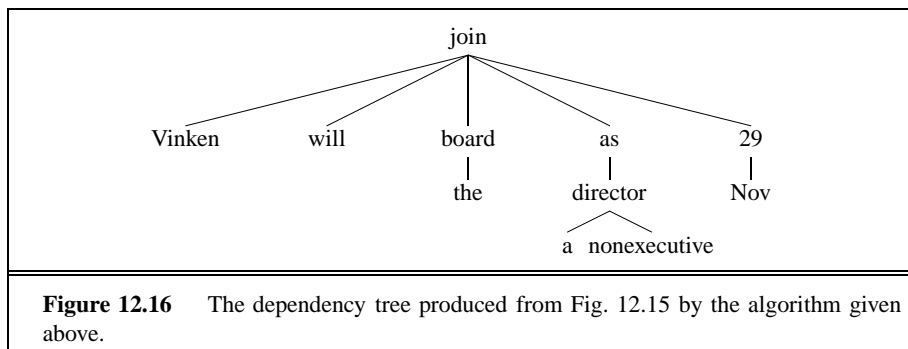 join
Vinken will board as 29
the director Nov
a nonexecutive
Figure 12.16 The dependency tree produced from Fig. 12.15 by the algorithm given
above.